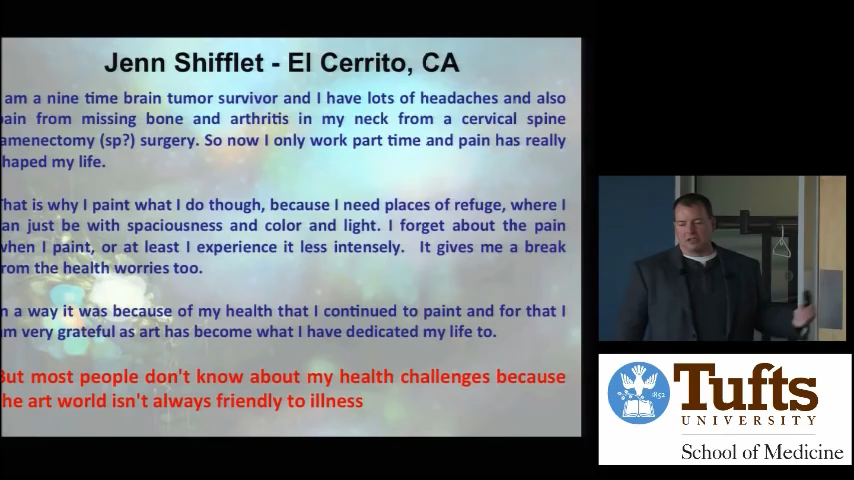 Jenn Shifflet - El Cerrito, CA
am a nine time brain tumor survivor and I have lots of headaches and also
pain from missing bone and arthritis in my neck from a cervical spine
amenectomy (sp?) surgery. So now I only work part time and pain has really
haped my life.
That is why I paint what I do though, because I need places of refuge, where I
an just be with spaciousness and color and light. I forget about the pain
when I paint, or at least I experience it less intensely. It gives me a break
rom the health worries too.
n a way it was because of my health that I continued to paint and for that I
m very grateful as art has become what I have dedicated my life to.
But most people don't know about my health challenges because
he art world isn't always friendly to illness
1852
Tufts
UNIVERSITY
School of Medicine